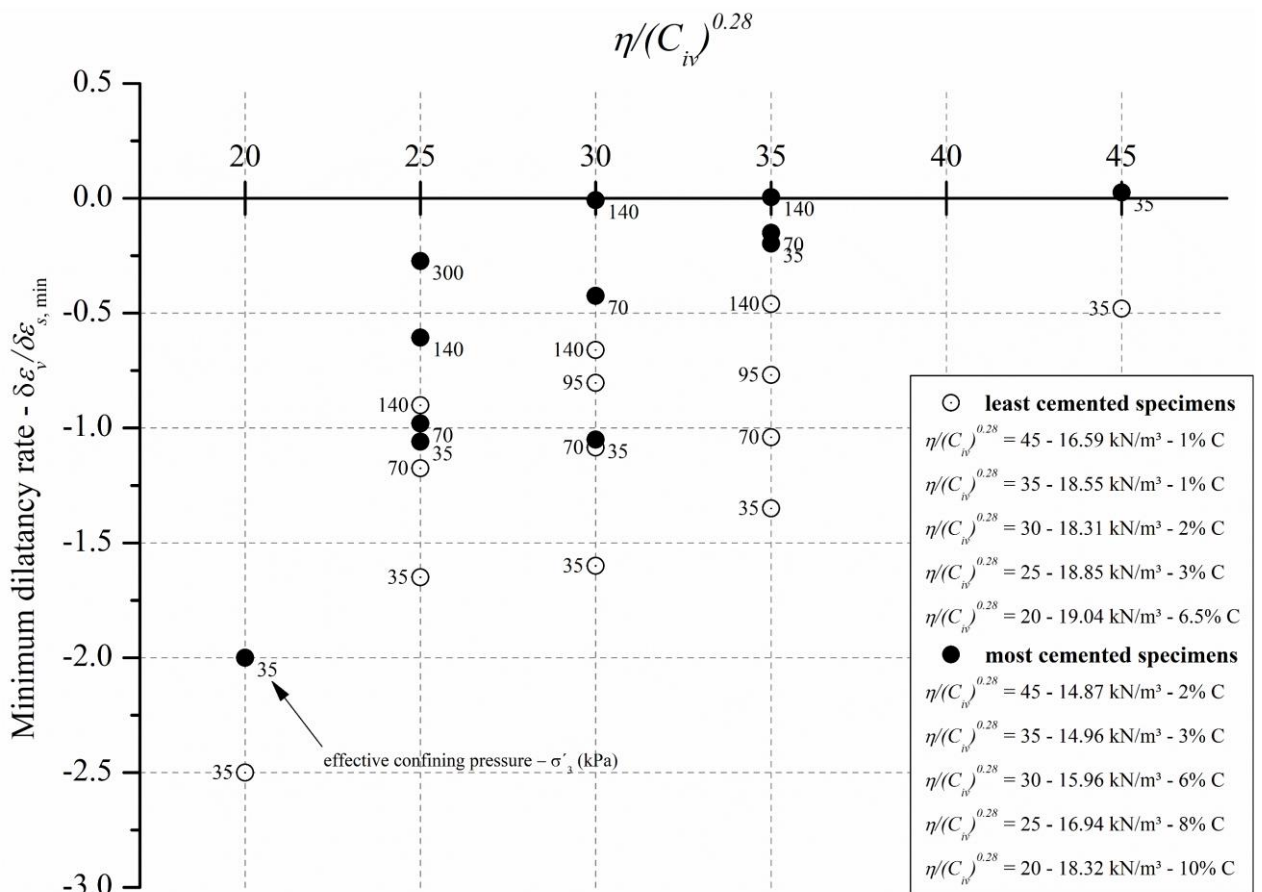 η/(C_iv)^0.28
0.5
20 25 30 35 40 45
0.0
140 140 35
70
35
300
70
-0.5
140 35
140
140
95 95
140
-1.0
70 70 35 70
35
70
35
-1.5
35 35
-2.0
35
effective confining pressure – σ´_3 (kPa)
-2.5
35
-3.0
Minimum dilatancy rate - δε_v/δε_s, min
least cemented specimens
η/(C_iv)^0.28 = 45 - 16.59 kN/m³ - 1% C
η/(C_iv)^0.28 = 35 - 18.55 kN/m³ - 1% C
η/(C_iv)^0.28 = 30 - 18.31 kN/m³ - 2% C
η/(C_iv)^0.28 = 25 - 18.85 kN/m³ - 3% C
η/(C_iv)^0.28 = 20 - 19.04 kN/m³ - 6.5% C
most cemented specimens
η/(C_iv)^0.28 = 45 - 14.87 kN/m³ - 2% C
η/(C_iv)^0.28 = 35 - 14.96 kN/m³ - 3% C
η/(C_iv)^0.28 = 30 - 15.96 kN/m³ - 6% C
η/(C_iv)^0.28 = 25 - 16.94 kN/m³ - 8% C
η/(C_iv)^0.28 = 20 - 18.32 kN/m³ - 10% C